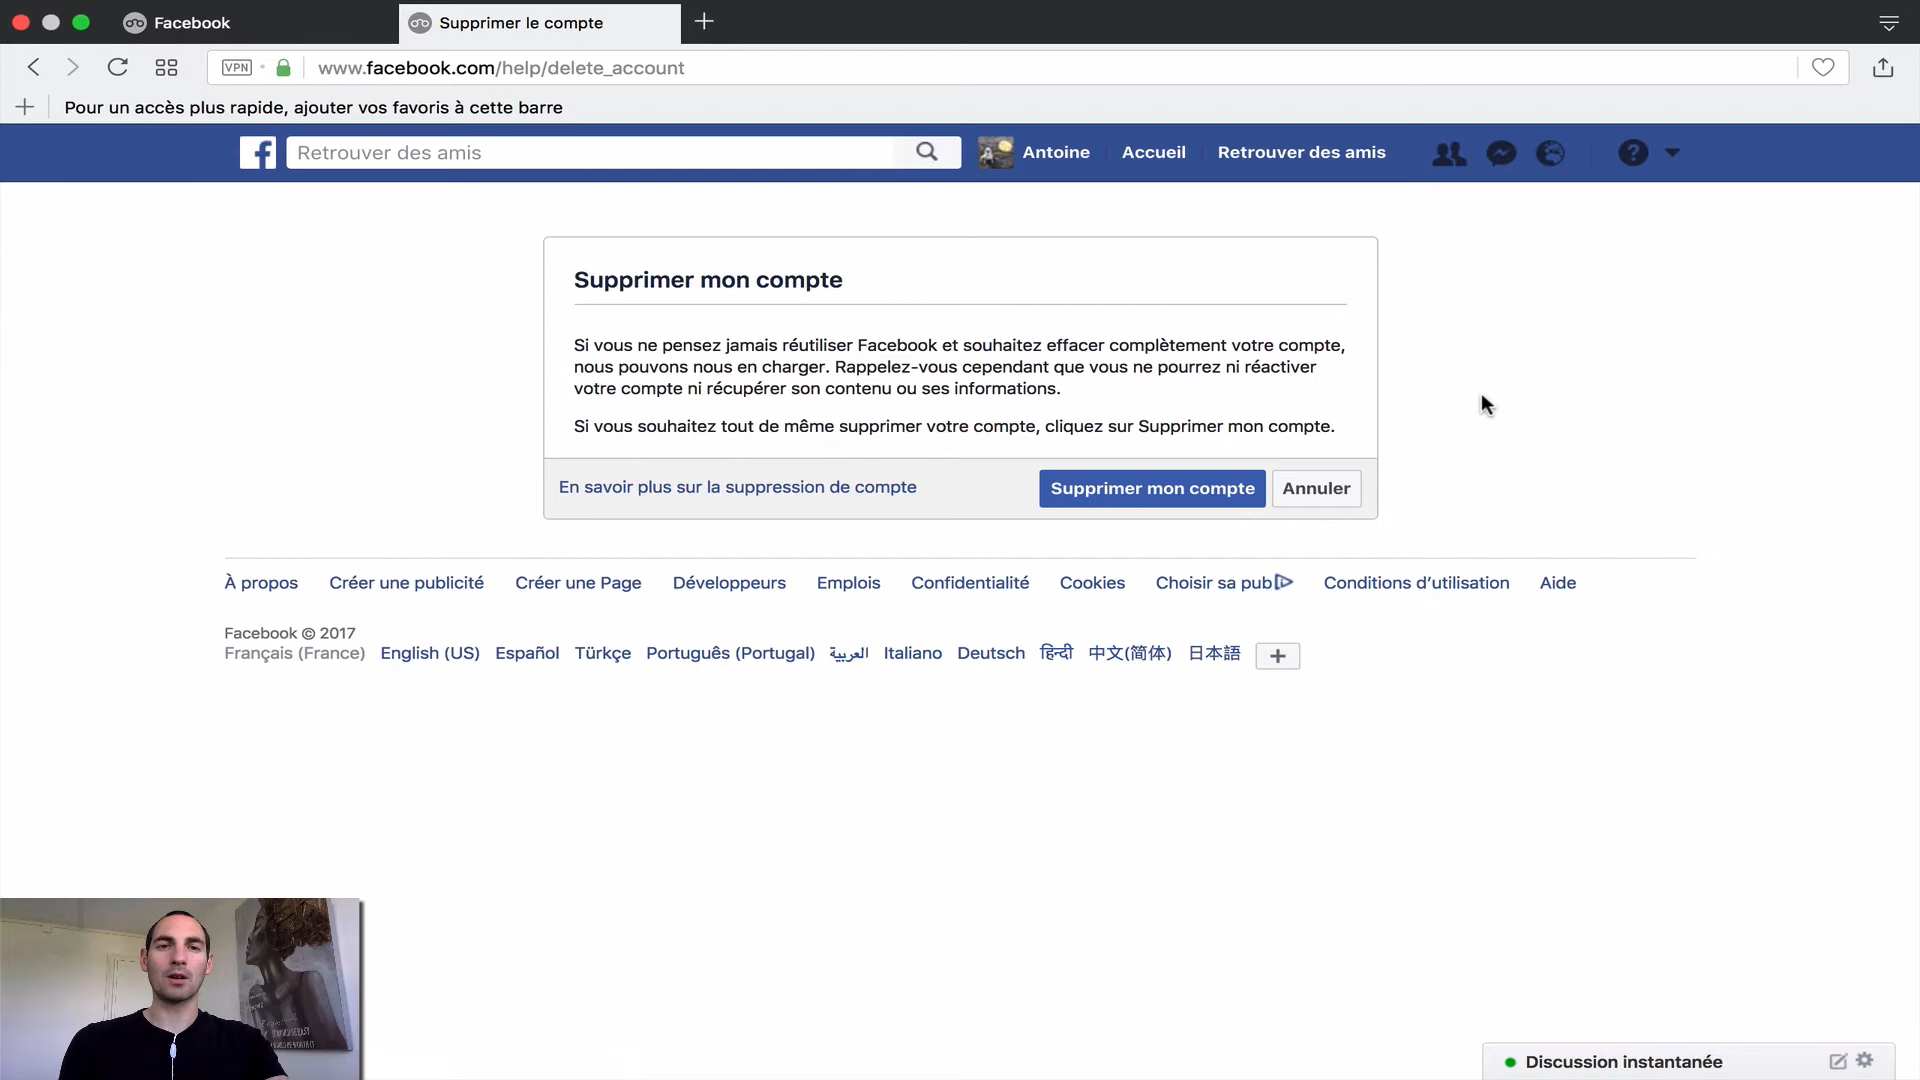 Facebook
Supprimer le compte
VPN
www.facebook.com/help/delete_account
Pour un accès plus rapide, ajouter vos favoris à cette barre
Retrouver des amis
Antoine
Accueil
Retrouver des amis
Supprimer mon compte
Si vous ne pensez jamais réutiliser Facebook et souhaitez effacer complètement votre compte,
nous pouvons nous en charger. Rappelez-vous cependant que vous ne pourrez ni réactiver
votre compte ni récupérer son contenu ou ses informations.
Si vous souhaitez tout de même supprimer votre compte, cliquez sur Supprimer mon compte.
En savoir plus sur la suppression de compte
Supprimer mon compte
Annuler
À propos Créer une publicité Créer une Page Développeurs Emplois Confidentialité Cookies Choisir sa pub Conditions d’utilisation Aide
Facebook © 2017
Français (France) English (US) Español Türkçe Português (Portugal) العربية Italiano Deutsch हिन्दी 中文(简体) 日本語
Discussion instantanée